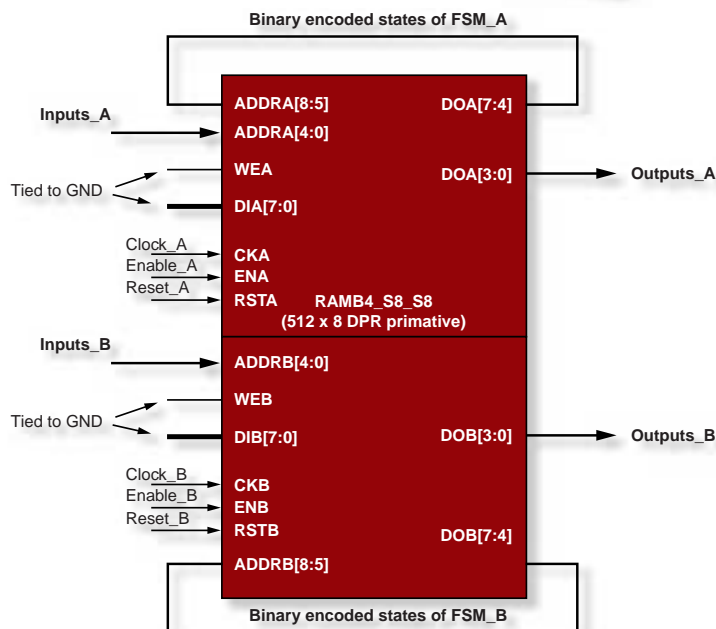 Binary encoded states of FSM_A
ADDRA[8:5] DOA[7:4]
Inputs_A
ADDRA[4:0]
WEA DOA[3:0] Outputs_A
Tied to GND
DIA[7:0]
Clock_A
CKA
Enable_A
ENA
Reset_A
RSTA RAMB4_S8_S8
(512 x 8 DPR primative)
Inputs_B
ADDRB[4:0]
WEB
Tied to GND
DIB[7:0] DOB[3:0] Outputs_B
Clock_B
CKB
Enable_B
ENB
Reset_B
RSTB DOB[7:4]
ADDRB[8:5]
Binary encoded states of FSM_B